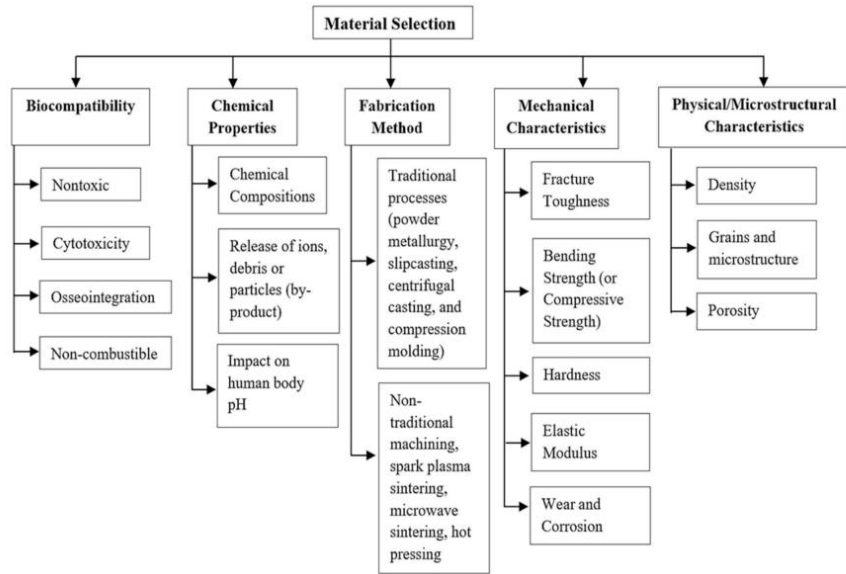 Material Selection
Biocompatibility
Nontoxic
Cytotoxicity
Osseointegration
Non-combustible
Chemical
Properties
Chemical
Compositions
Release of ions,
debris or
particles (by-
product)
Impact on
human body
pH
Fabrication
Method
Traditional
processes
(powder
metallurgy,
slipcasting,
centrifugal
casting, and
compression
molding)
Non-
traditional
machining,
spark plasma
sintering,
microwave
sintering, hot
pressing
Mechanical
Characteristics
Fracture
Toughness
Bending
Strength (or
Compressive
Strength)
Hardness
Elastic
Modulus
Wear and
Corrosion
Physical/Microstructural
Characteristics
Density
Grains and
microstructure
Porosity